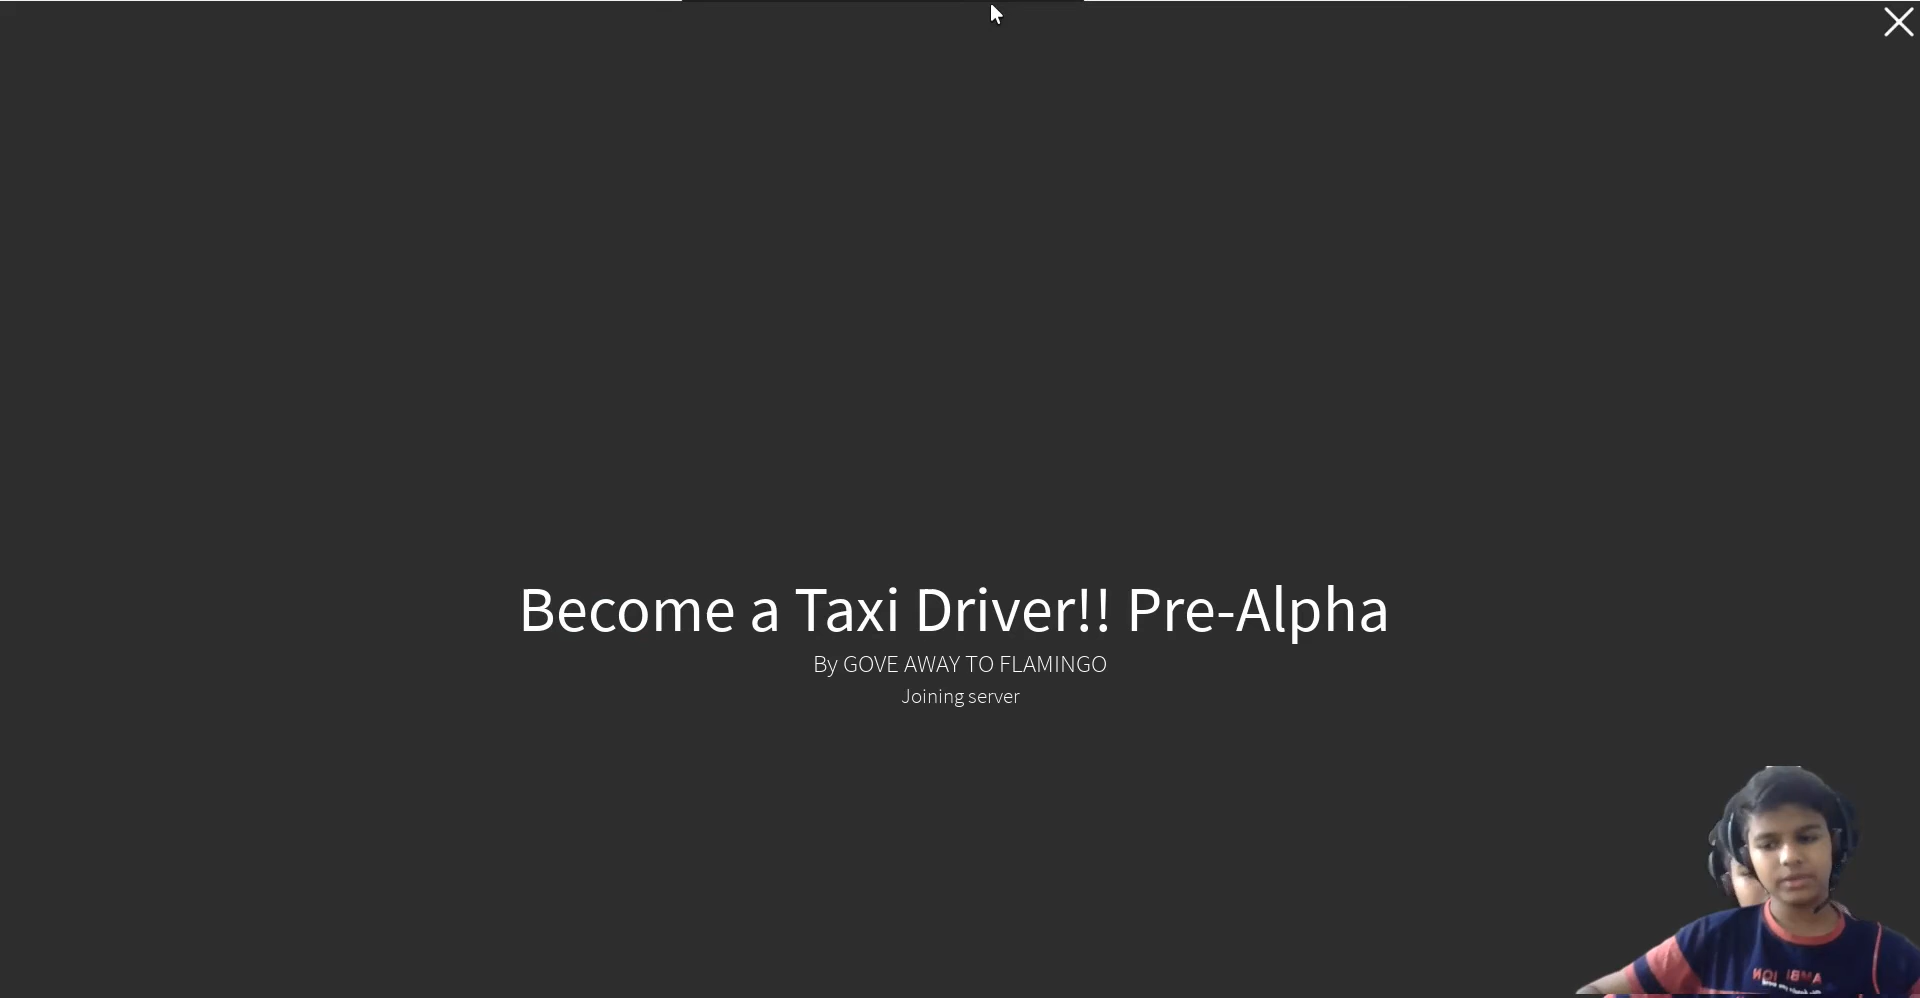 Become a Taxi Driver!! Pre-Alpha
By GOVE AWAY TO FLAMINGO
Joining server